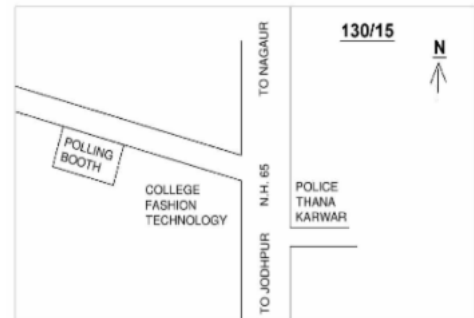 130/15
N
TO NAGAUR
POLLING
BOOTH
COLLEGE
FASHION
TECHNOLOGY
N.H. 65
POLICE
THANA
KARWAR
TO JODHPUR